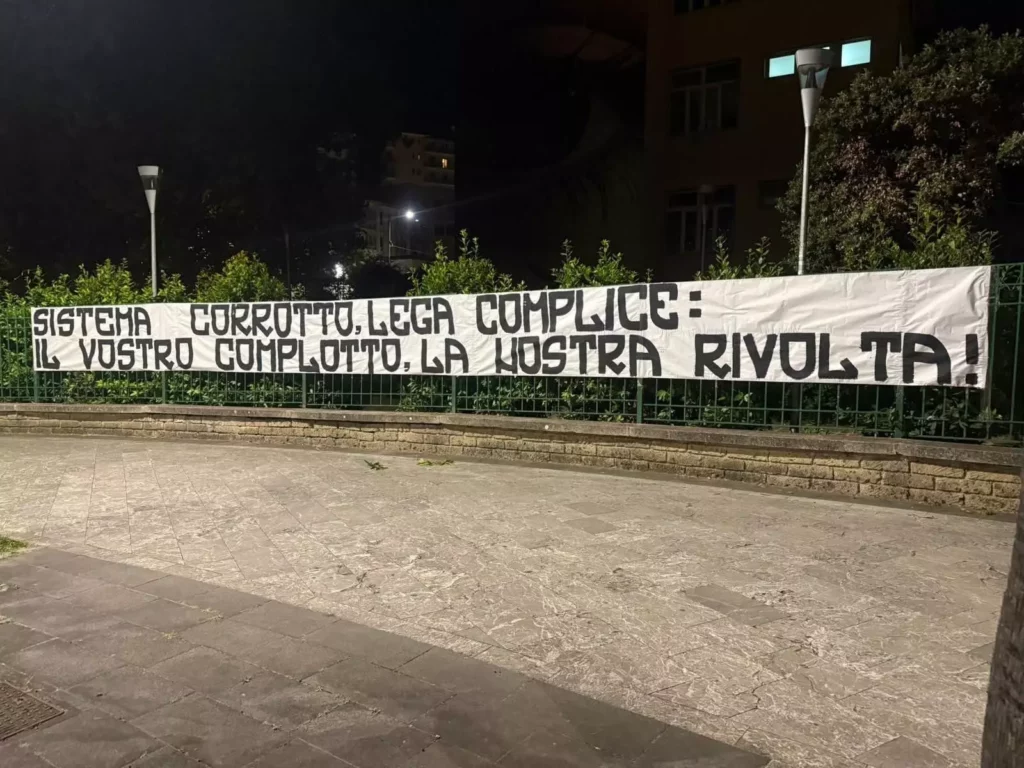 SISTEMA CORROTTO, LEGA COMPLICE:
IL VOSTRO COMPLOTTO, LA NOSTRA RIVOLTA!